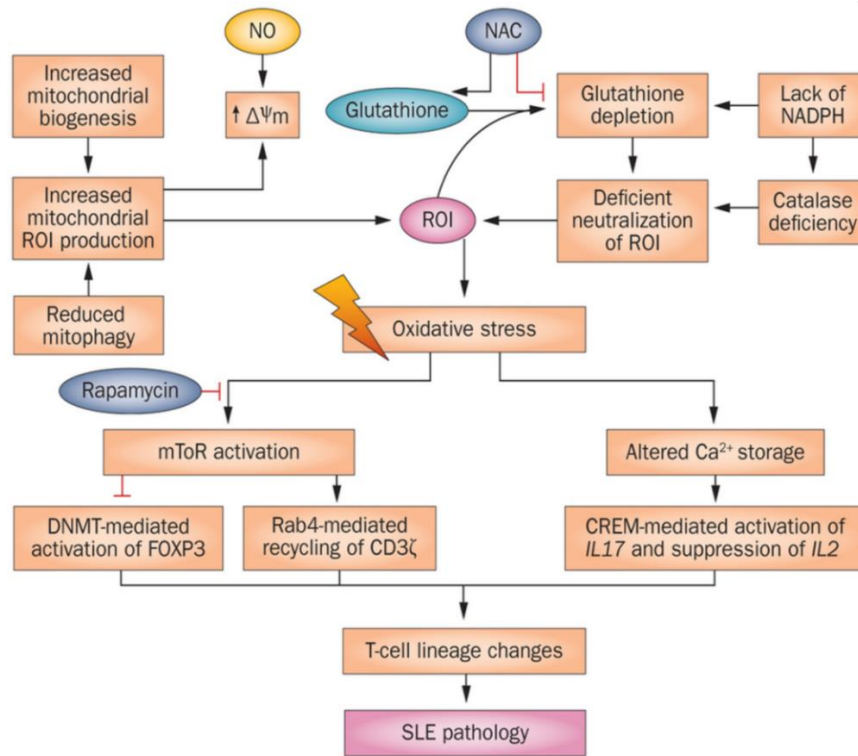 NO
NAC
Increased
mitochondrial
biogenesis
↑ ΔΨm
Glutathione
Glutathione
depletion
Lack of
NADPH
Increased
mitochondrial
ROI production
ROI
Deficient
neutralization
of ROI
Catalase
deficiency
Reduced
mitophagy
Oxidative stress
Rapamycin
mToR activation
Altered Ca²⁺ storage
DNMT-mediated
activation of FOXP3
Rab4-mediated
recycling of CD3ζ
CREM-mediated activation of
IL17 and suppression of IL2
T-cell lineage changes
SLE pathology